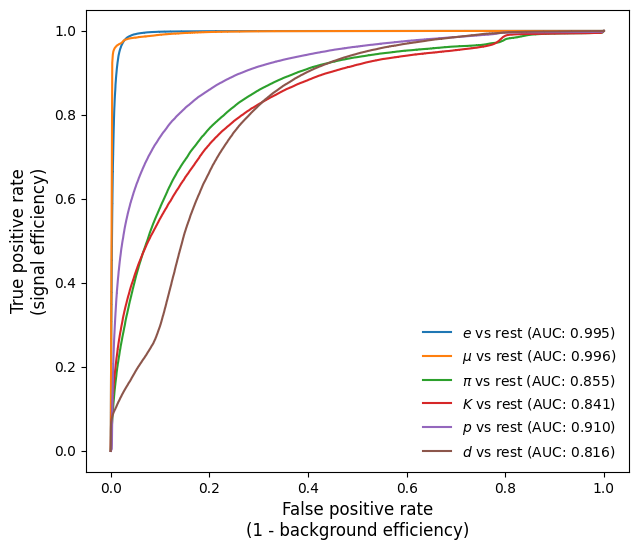 1.0
0.8
0.6
0.4
0.2
0.0
True positive rate
(signal efficiency)
e vs rest (AUC: 0.995)
μ vs rest (AUC: 0.996)
π vs rest (AUC: 0.855)
K vs rest (AUC: 0.841)
p vs rest (AUC: 0.910)
d vs rest (AUC: 0.816)
0.0 0.2 0.4 0.6 0.8 1.0
False positive rate
(1 - background efficiency)